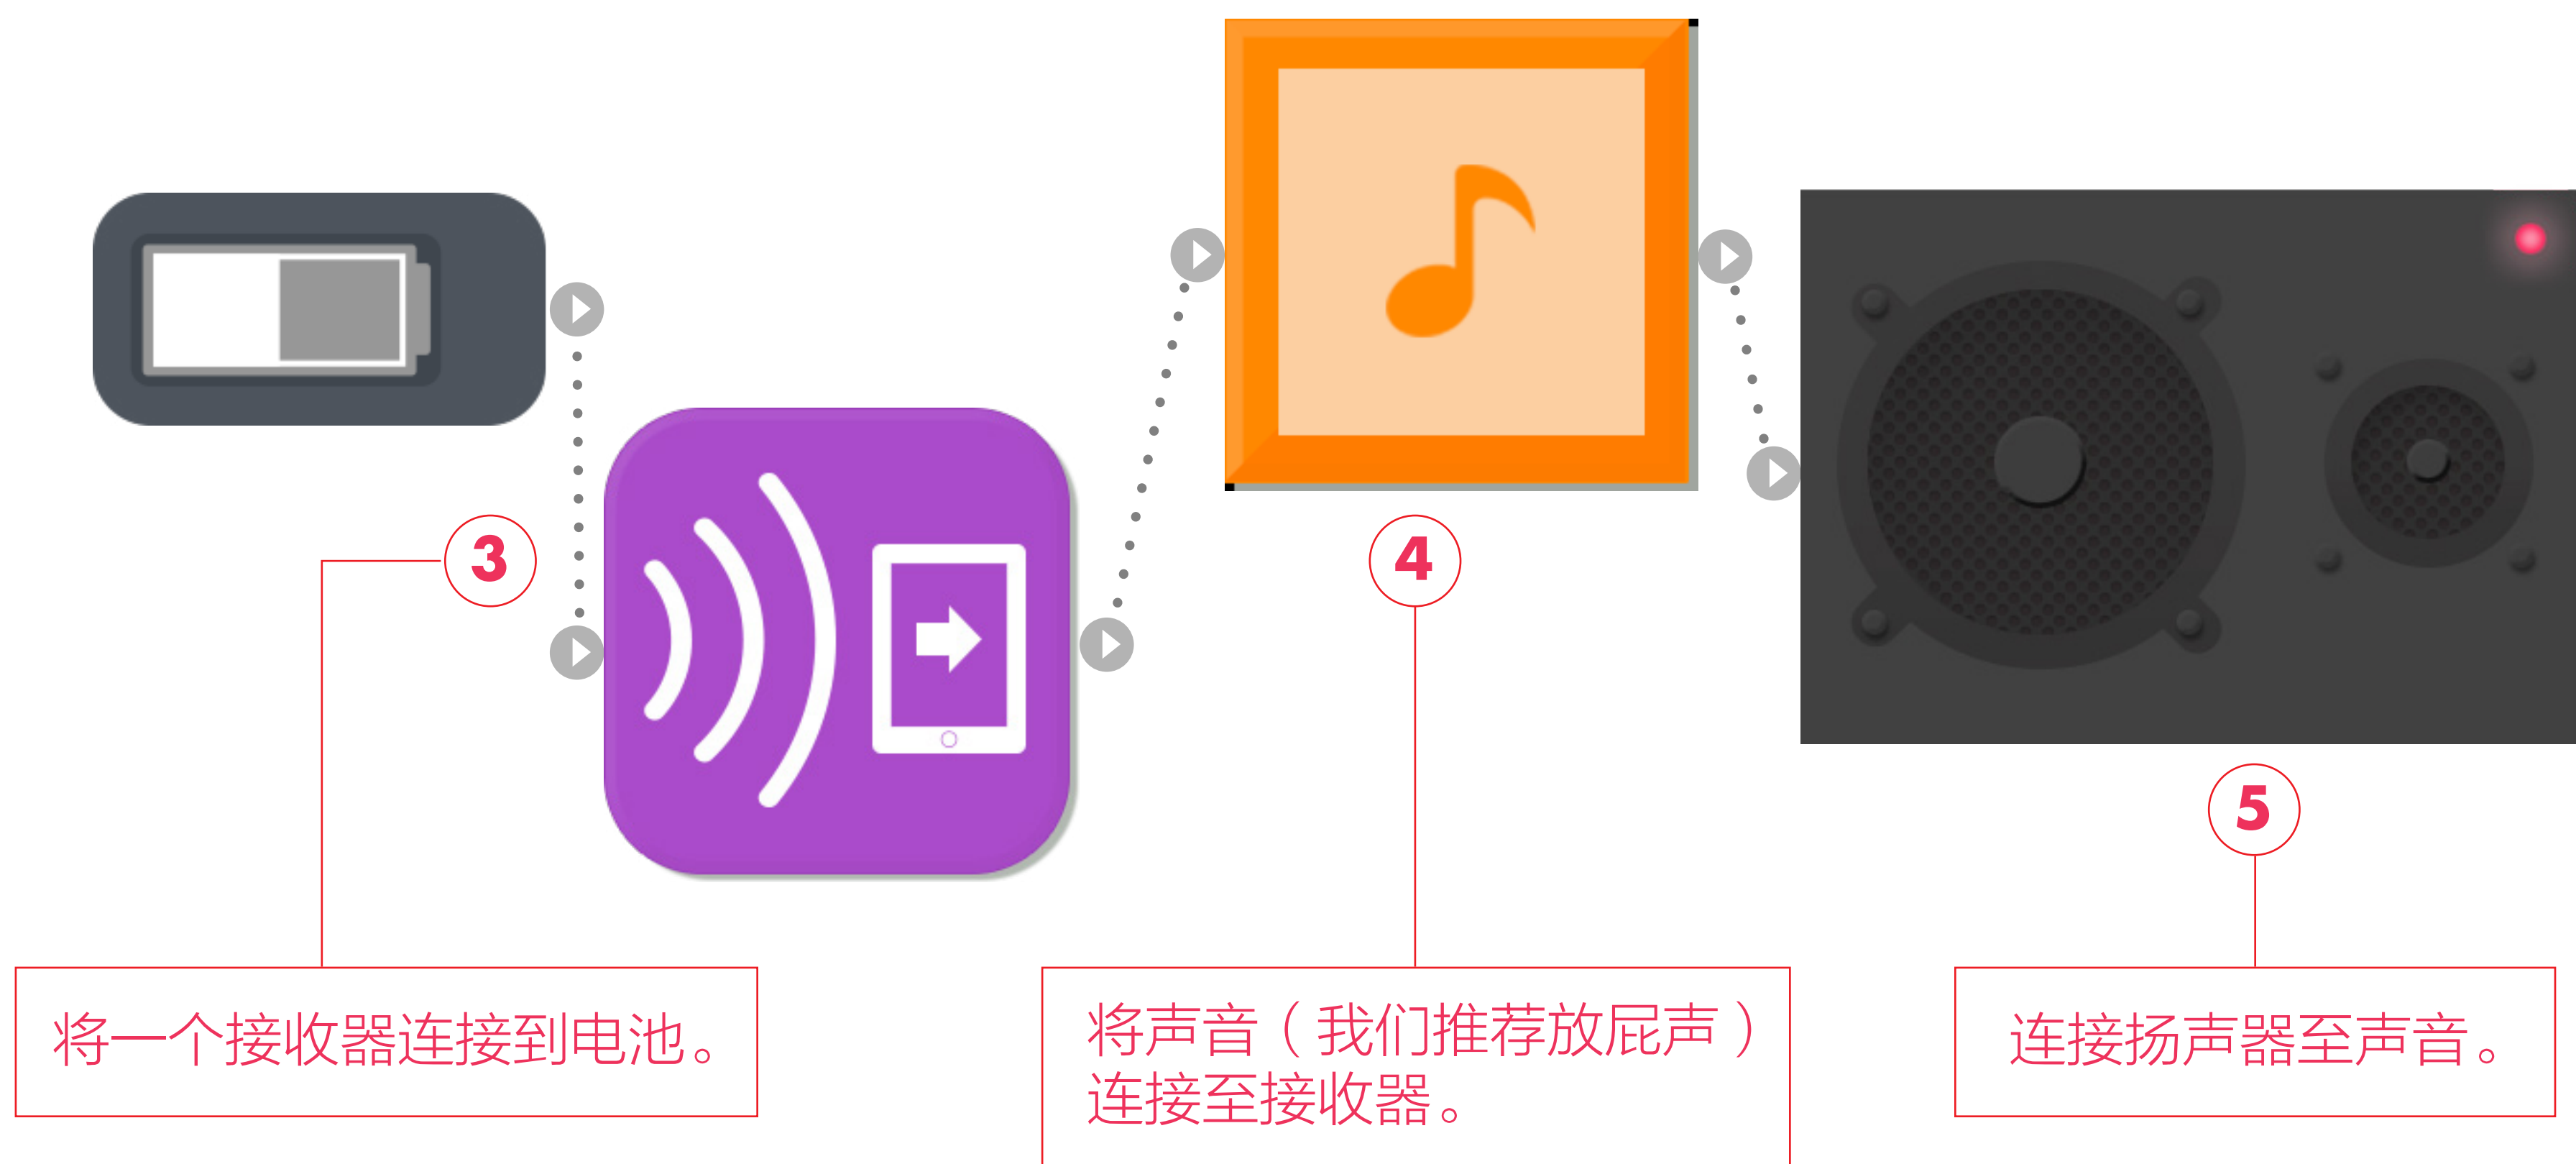 3
4
5
将一个接收器连接到电池。
将声音（我们推荐放屁声）
连接至接收器。
连接扬声器至声音。